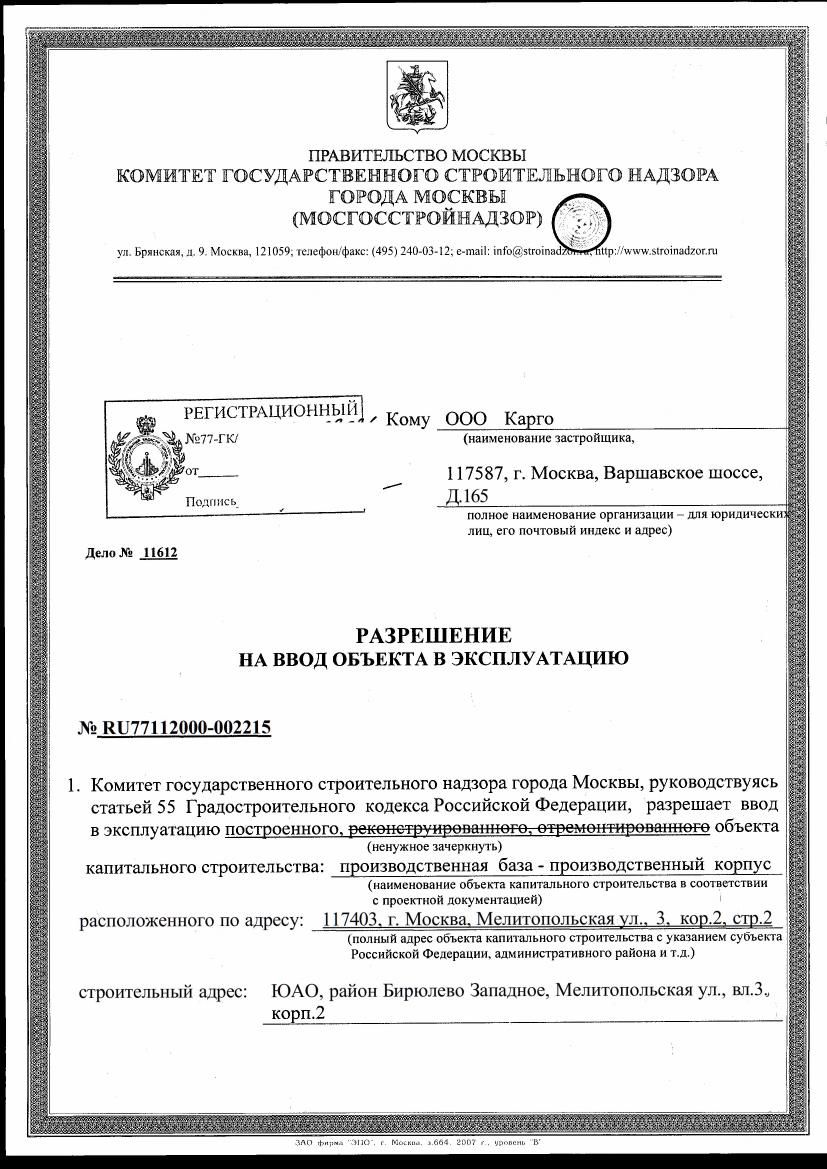 ПРАВИТЕЛЬСТВО МОСКВЫ
КОМИТЕТ ГОСУДАРСТВЕННОГО СТРОИТЕЛЬНОГО НАДЗОРА
ГОРОДА МОСКВЫ
(МОСГОССТРОЙНАДЗОР)
ул. Брянская, д. 9. Москва, 121059; телефон/факс: (495) 240-03-12; e-mail: info@stroinadzor.ru, http://www.stroinadzor.ru
РЕГИСТРАЦИОННЫЙ
№77-ГК/
от
Подпись
Кому ООО Карго
(наименование застройщика,
117587, г. Москва, Варшавское шоссе,
Д.165
полное наименование организации – для юридических
лиц, его почтовый индекс и адрес)
Дело № 11612
РАЗРЕШЕНИЕ
НА ВВОД ОБЪЕКТА В ЭКСПЛУАТАЦИЮ
№ RU77112000-002215
1. Комитет государственного строительного надзора города Москвы, руководствуясь
статьей 55 Градостроительного кодекса Российской Федерации, разрешает ввод
в эксплуатацию построенного, реконструированного, отремонтированного объекта
(ненужное зачеркнуть)
капитального строительства: производственная база - производственный корпус
(наименование объекта капитального строительства в соответствии
с проектной документацией)
расположенного по адресу: 117403, г. Москва, Мелитопольская ул., 3, кор.2, стр.2
(полный адрес объекта капитального строительства с указанием субъекта
Российской Федерации, административного района и т.д.)
строительный адрес: ЮАО, район Бирюлево Западное, Мелитопольская ул., вл.3.,
корп.2
ЗАО фирма "ЭПО", г. Москва, з.664, 2007 г., уровень "В"